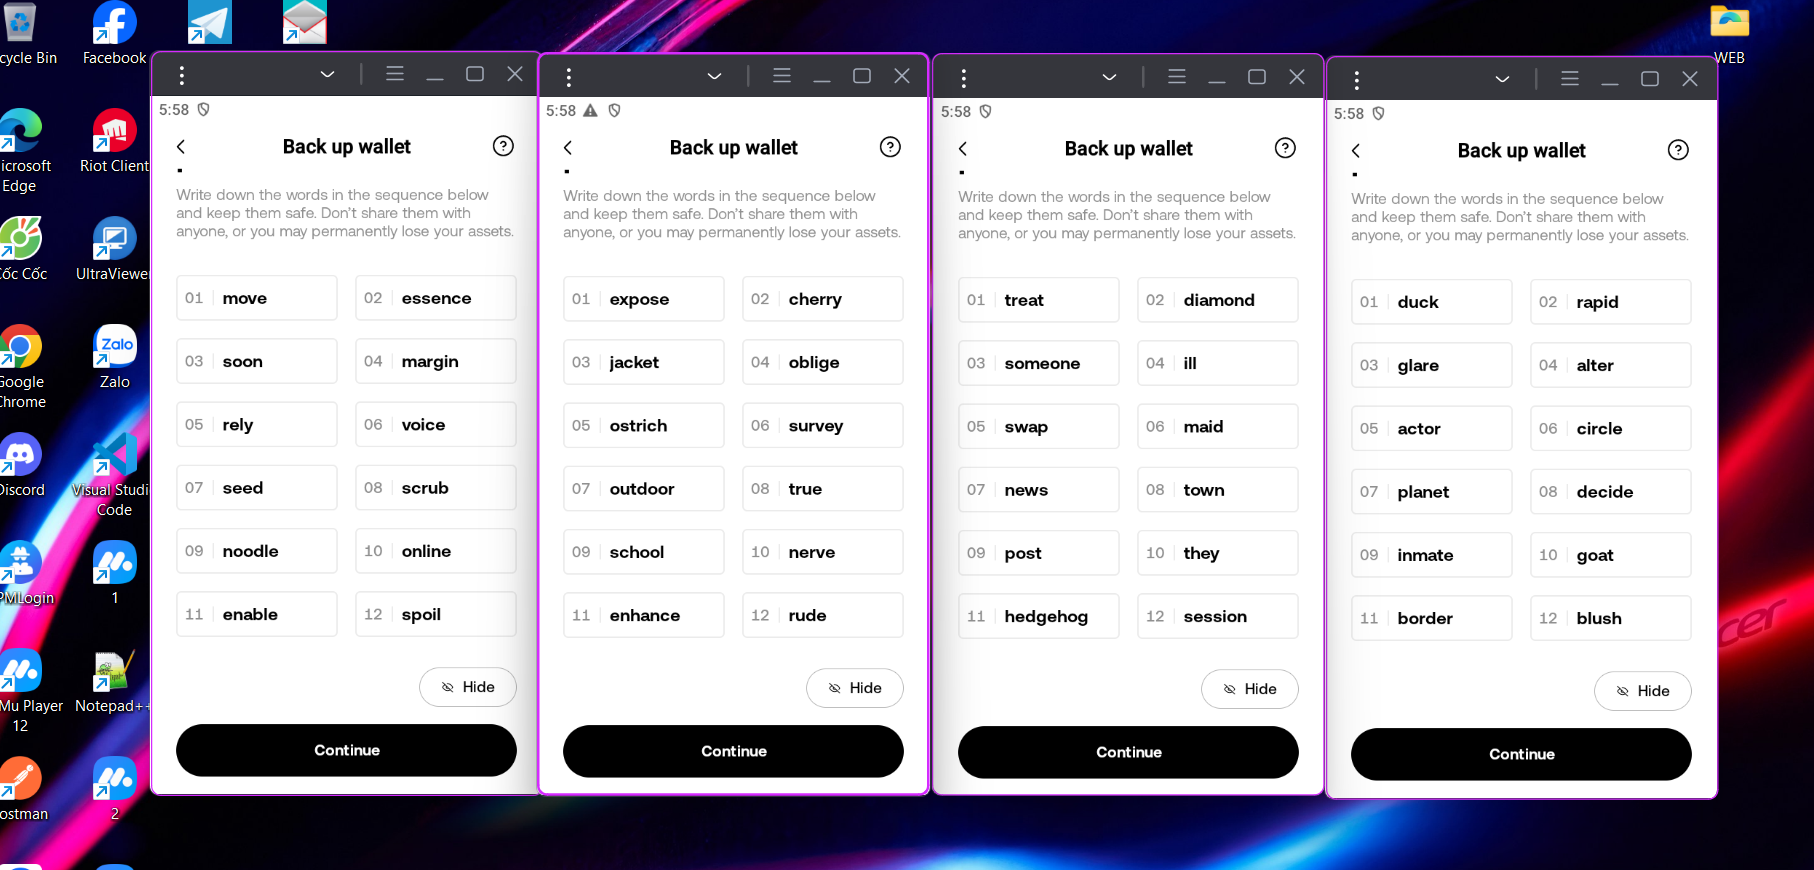 cycle Bin
Facebook
WEB
icrosoft
Edge
Riot Client
Cốc Cốc
UltraViewer
Google
Chrome
Zalo
Discord
Visual Studi
Code
PMLogin
1
Mu Player
12
Notepad++
ostman
2
Zalo
acer
5:58
Back up wallet
Write down the words in the sequence below
and keep them safe. Don't share them with
anyone, or you may permanently lose your assets.
01 move
02 essence
03 soon
04 margin
05 rely
06 voice
07 seed
08 scrub
09 noodle
10 online
11 enable
12 spoil
Hide
Continue
5:58
Back up wallet
Write down the words in the sequence below
and keep them safe. Don't share them with
anyone, or you may permanently lose your assets.
01 expose
02 cherry
03 jacket
04 oblige
05 ostrich
06 survey
07 outdoor
08 true
09 school
10 nerve
11 enhance
12 rude
Hide
Continue
5:58
Back up wallet
Write down the words in the sequence below
and keep them safe. Don't share them with
anyone, or you may permanently lose your assets.
01 treat
02 diamond
03 someone
04 ill
05 swap
06 maid
07 news
08 town
09 post
10 they
11 hedgehog
12 session
Hide
Continue
5:58
Back up wallet
Write down the words in the sequence below
and keep them safe. Don't share them with
anyone, or you may permanently lose your assets.
01 duck
02 rapid
03 glare
04 alter
05 actor
06 circle
07 planet
08 decide
09 inmate
10 goat
11 border
12 blush
Hide
Continue